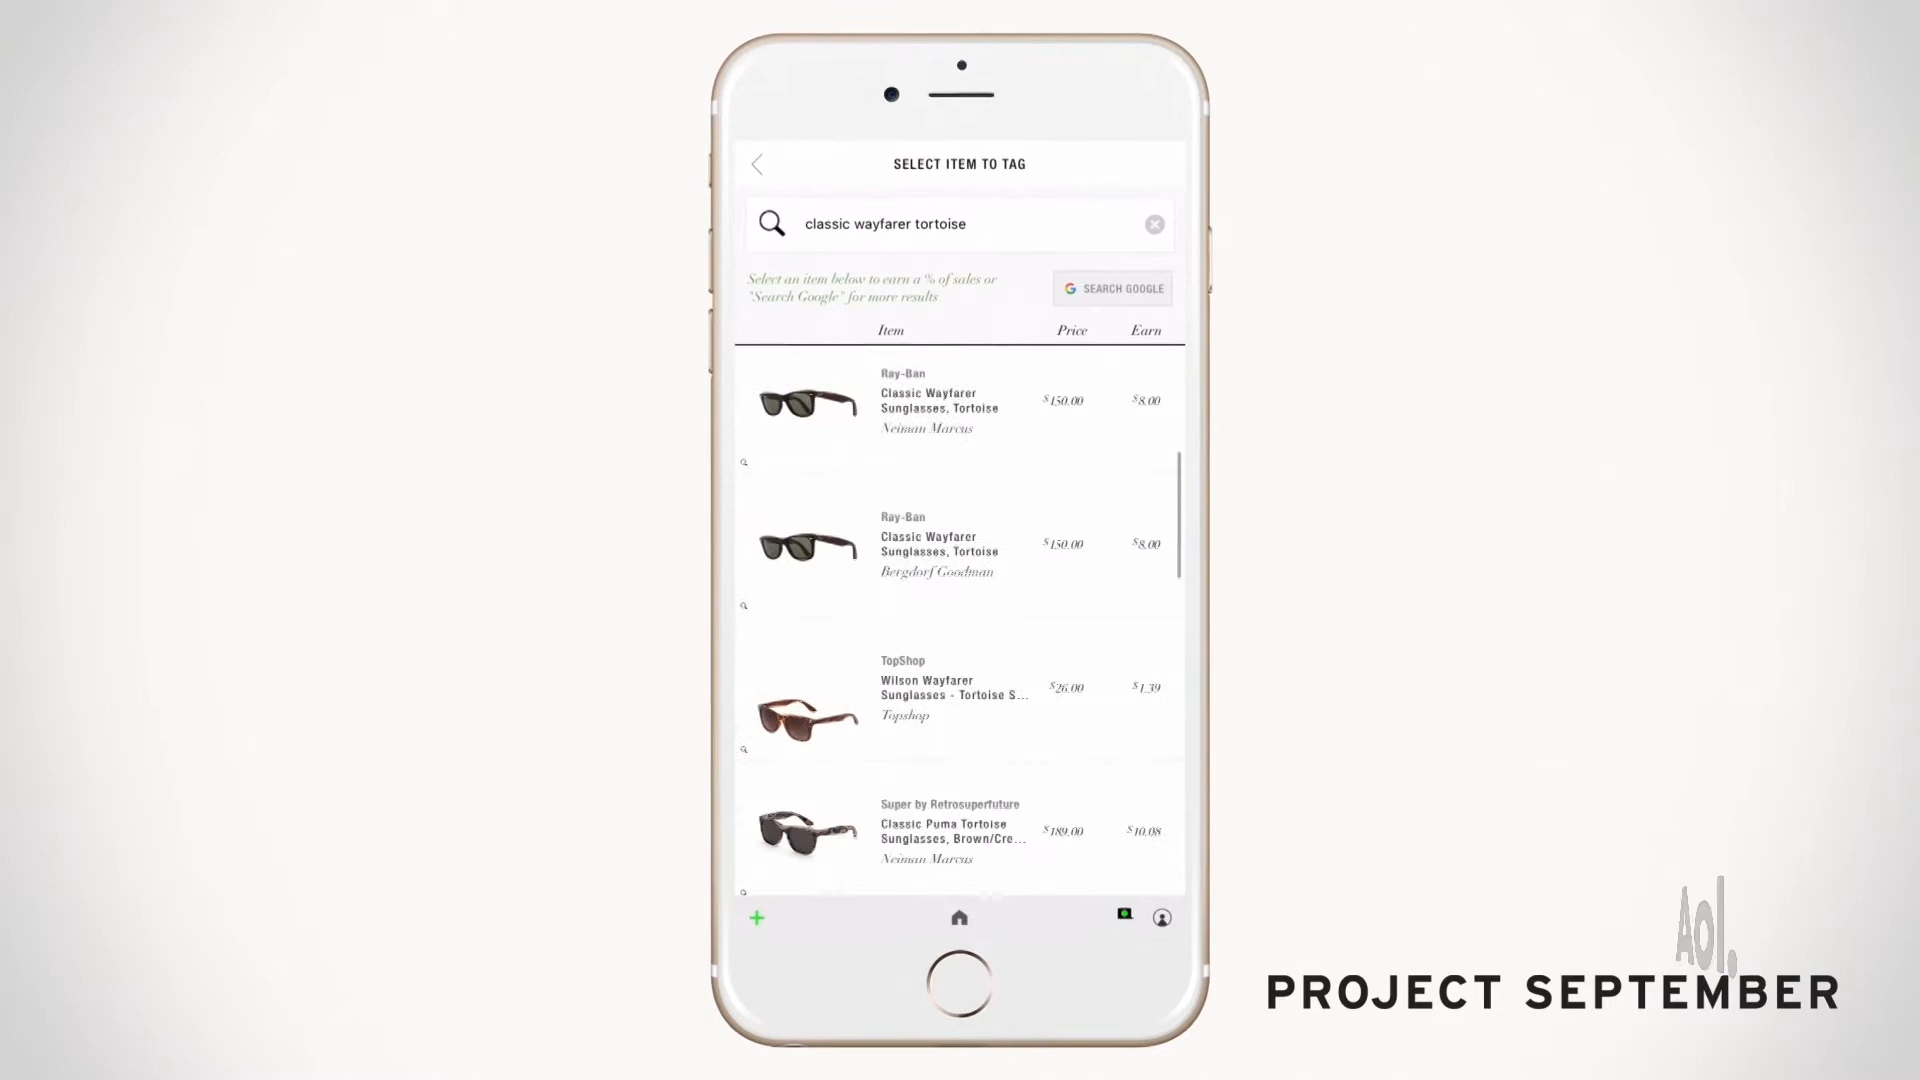 SELECT ITEM TO TAG
classic wayfarer tortoise
Select an item below to earn a % of sales or
"Search Google" for more results
SEARCH GOOGLE
Item Price Earn
Ray-Ban
Classic Wayfarer
Sunglasses, Tortoise
Neiman Marcus
$150.00 $8.00
Ray-Ban
Classic Wayfarer
Sunglasses, Tortoise
Bergdorf Goodman
$150.00 $8.00
TopShop
Wilson Wayfarer
Sunglasses - Tortoise S...
Topshop
$26.00 $1.39
Super by Retrosuperfuture
Classic Puma Tortoise
Sunglasses, Brown/Cre...
Neiman Marcus
$189.00 $10.08
Aol.
PROJECT SEPTEMBER